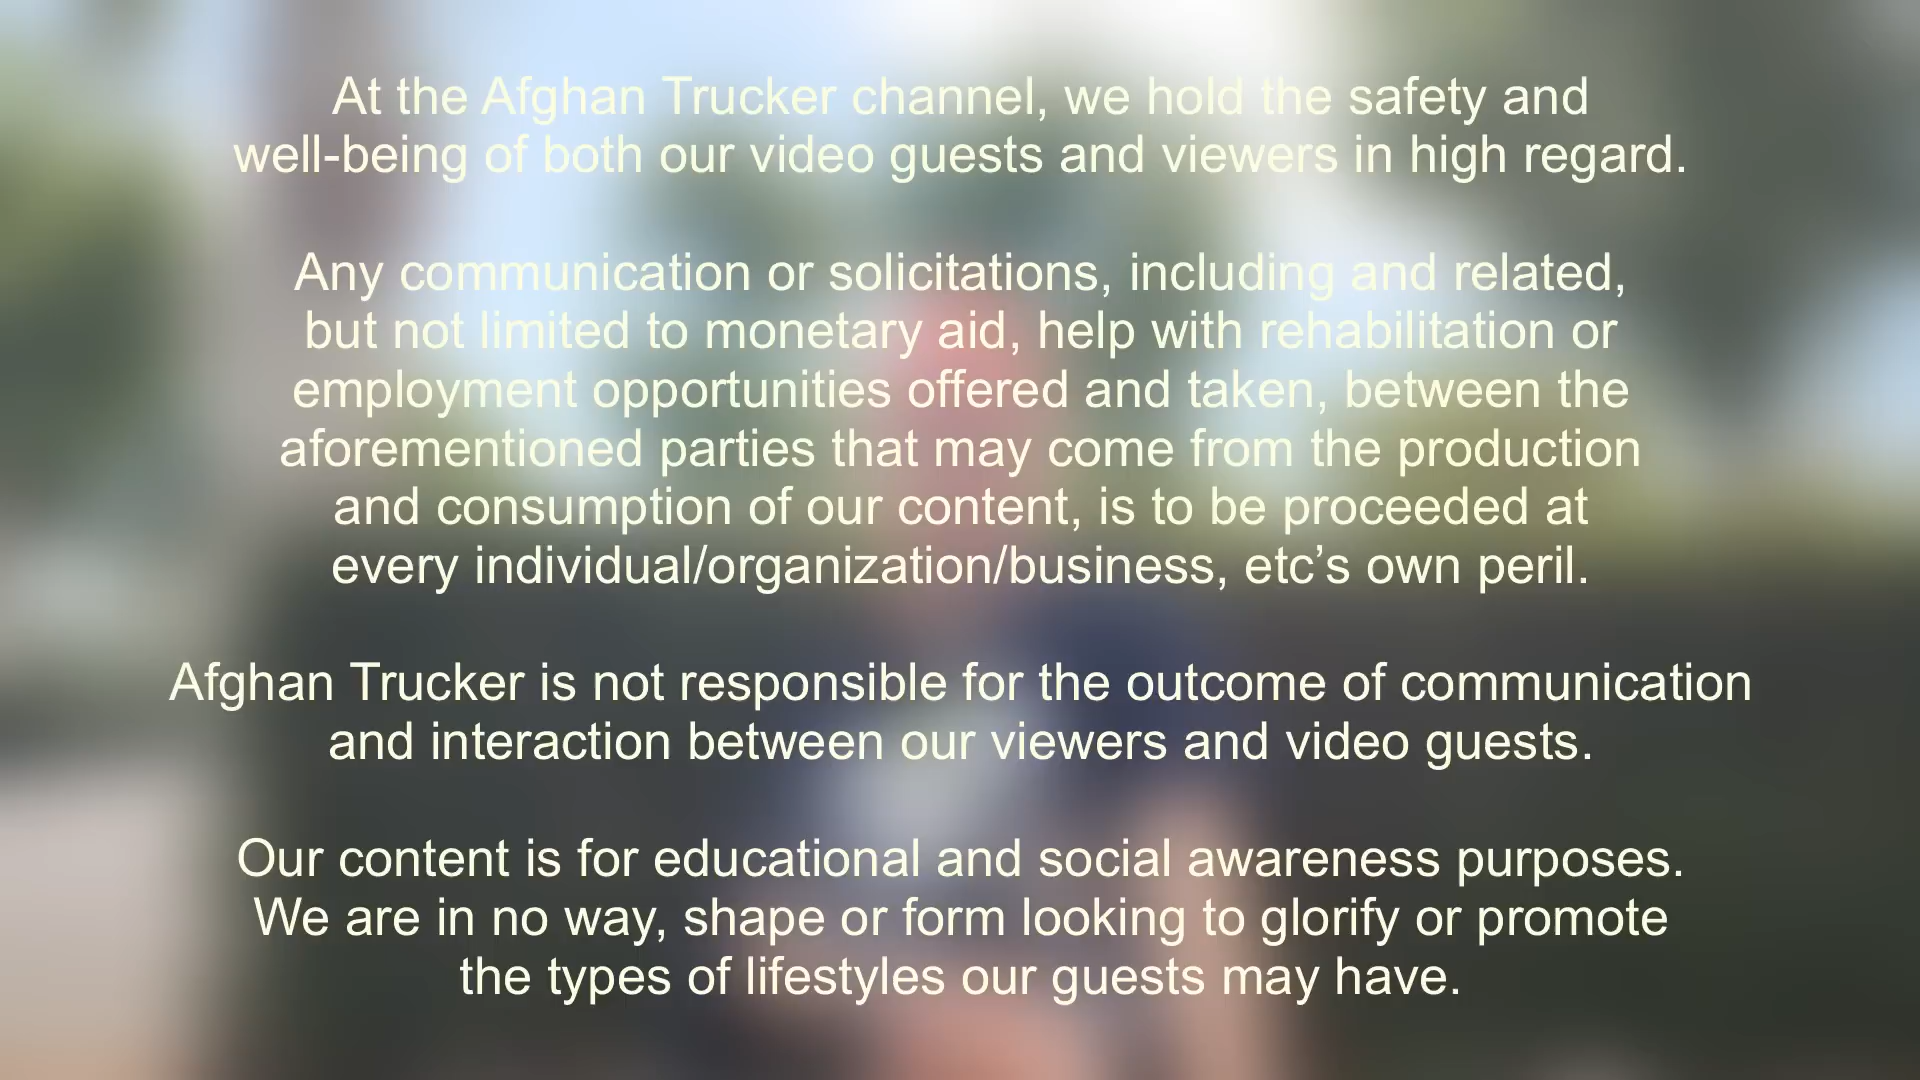 At the Afghan Trucker channel, we hold the safety and
well-being of both our video guests and viewers in high regard.
Any communication or solicitations, including and related,
but not limited to monetary aid, help with rehabilitation or
employment opportunities offered and taken, between the
aforementioned parties that may come from the production
and consumption of our content, is to be proceeded at
every individual/organization/business, etc’s own peril.
Afghan Trucker is not responsible for the outcome of communication
and interaction between our viewers and video guests.
Our content is for educational and social awareness purposes.
We are in no way, shape or form looking to glorify or promote
the types of lifestyles our guests may have.